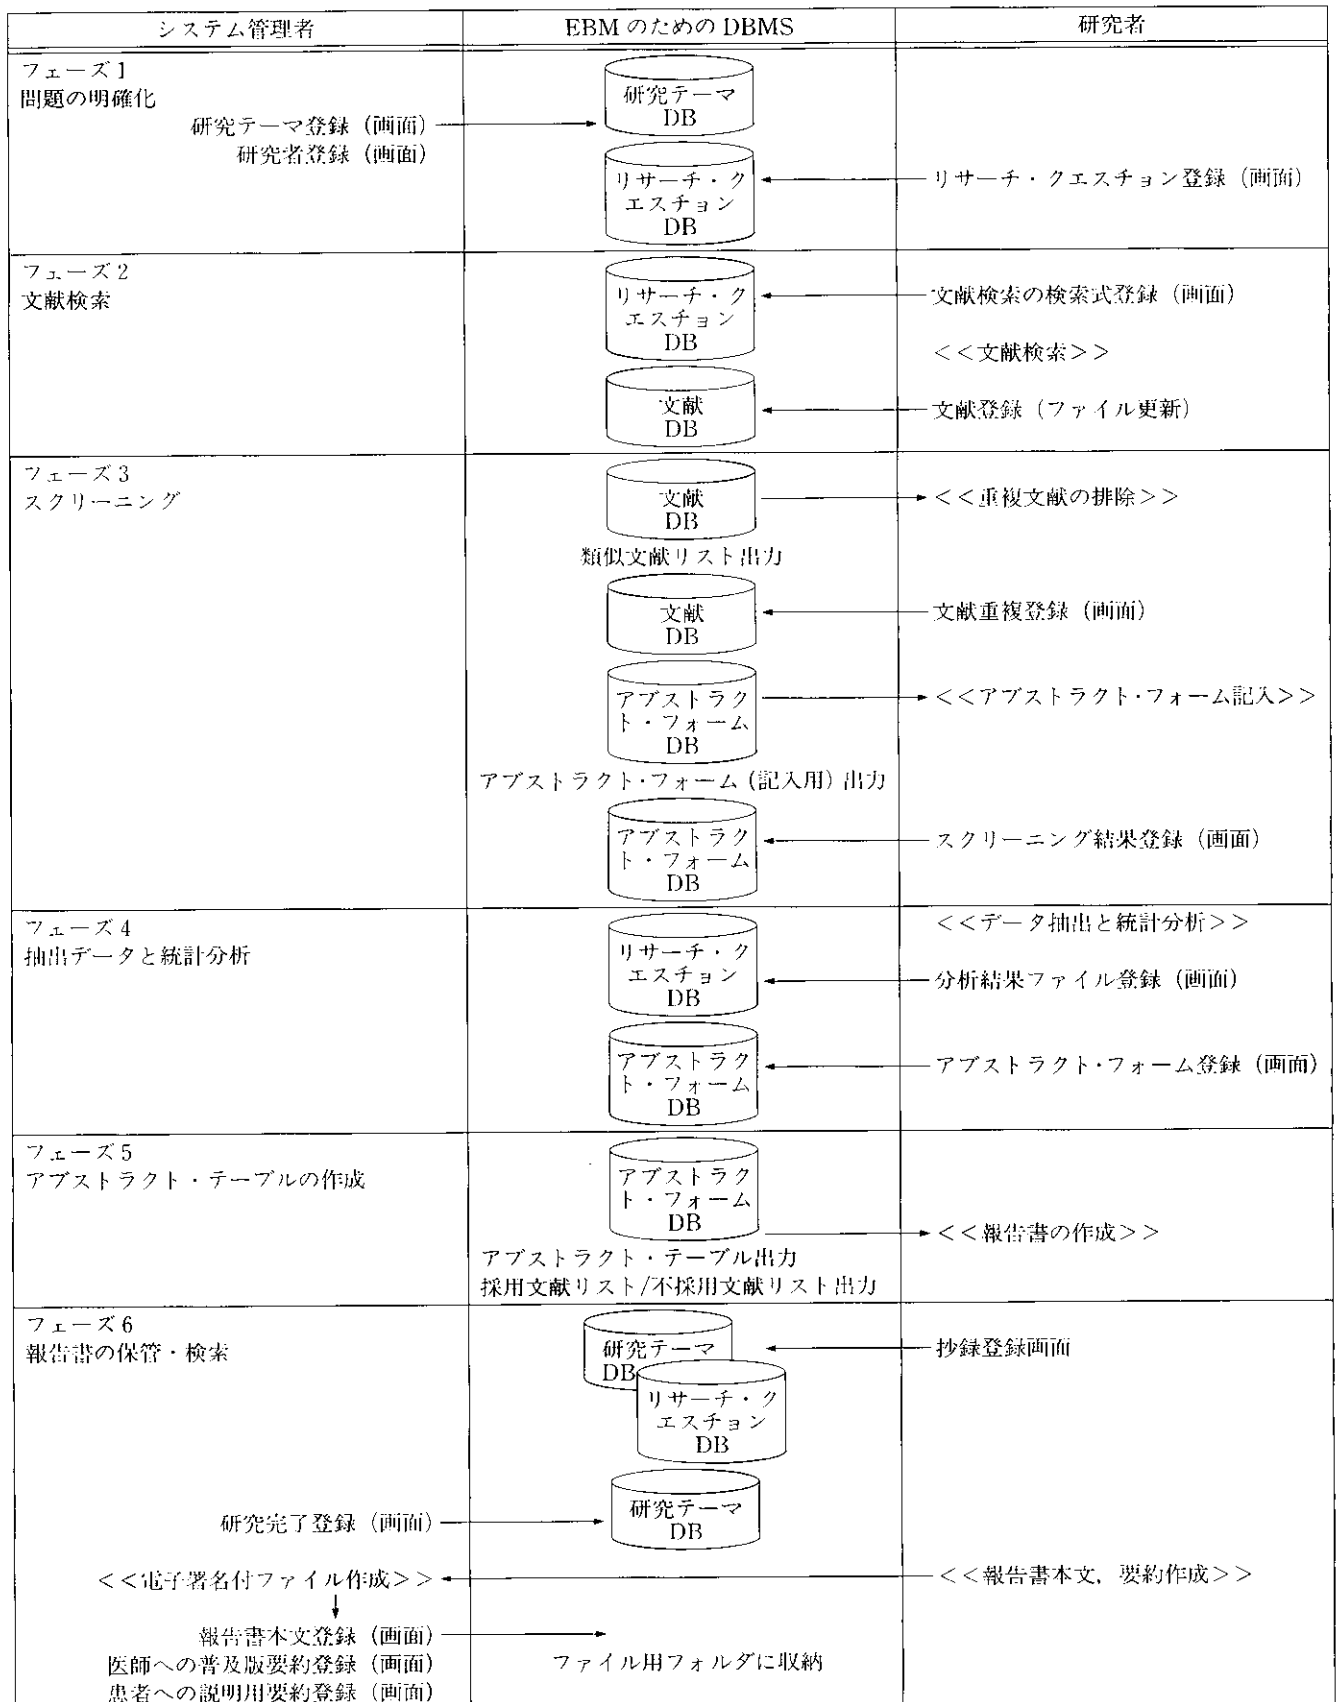 システム管理者
EBM のための DBMS
研究者
フェーズ1
問題の明確化
研究テーマ
DB
研究テーマ登録（画面）
研究者登録（画面）
リサーチ・ク
エスチョン
DB
リサーチ・クエスチョン登録（画面）
フェーズ2
文献検索
リサーチ・ク
エスチョン
DB
文献検索の検索式登録（画面）
<<文献検索>>
文献
DB
文献登録（ファイル更新）
フェーズ3
スクリーニング
文献
DB
<<重複文献の排除>>
類似文献リスト出力
文献
DB
文献重複登録（画面）
アブストラク
ト・フォーム
DB
<<アブストラクト・フォーム記入>>
アブストラクト・フォーム（記入用）出力
アブストラク
ト・フォーム
DB
スクリーニング結果登録（画面）
フェーズ4
抽出データと統計分析
<<データ抽出と統計分析>>
リサーチ・ク
エスチョン
DB
分析結果ファイル登録（画面）
アブストラク
ト・フォーム
DB
アブストラクト・フォーム登録（画面）
フェーズ5
アブストラクト・テーブルの作成
アブストラク
ト・フォーム
DB
<<報告書の作成>>
アブストラクト・テーブル出力
採用文献リスト/不採用文献リスト出力
フェーズ6
報告書の保管・検索
研究テーマ
DB
抄録登録画面
リサーチ・ク
エスチョン
DB
研究テーマ
DB
研究完了登録（画面）
<<電子署名付ファイル作成>>
<<報告書本文，要約作成>>
報告書本文登録（画面）
医師への普及版要約登録（画面）
ファイル用フォルダに収納
患者への説明用要約登録（画面）